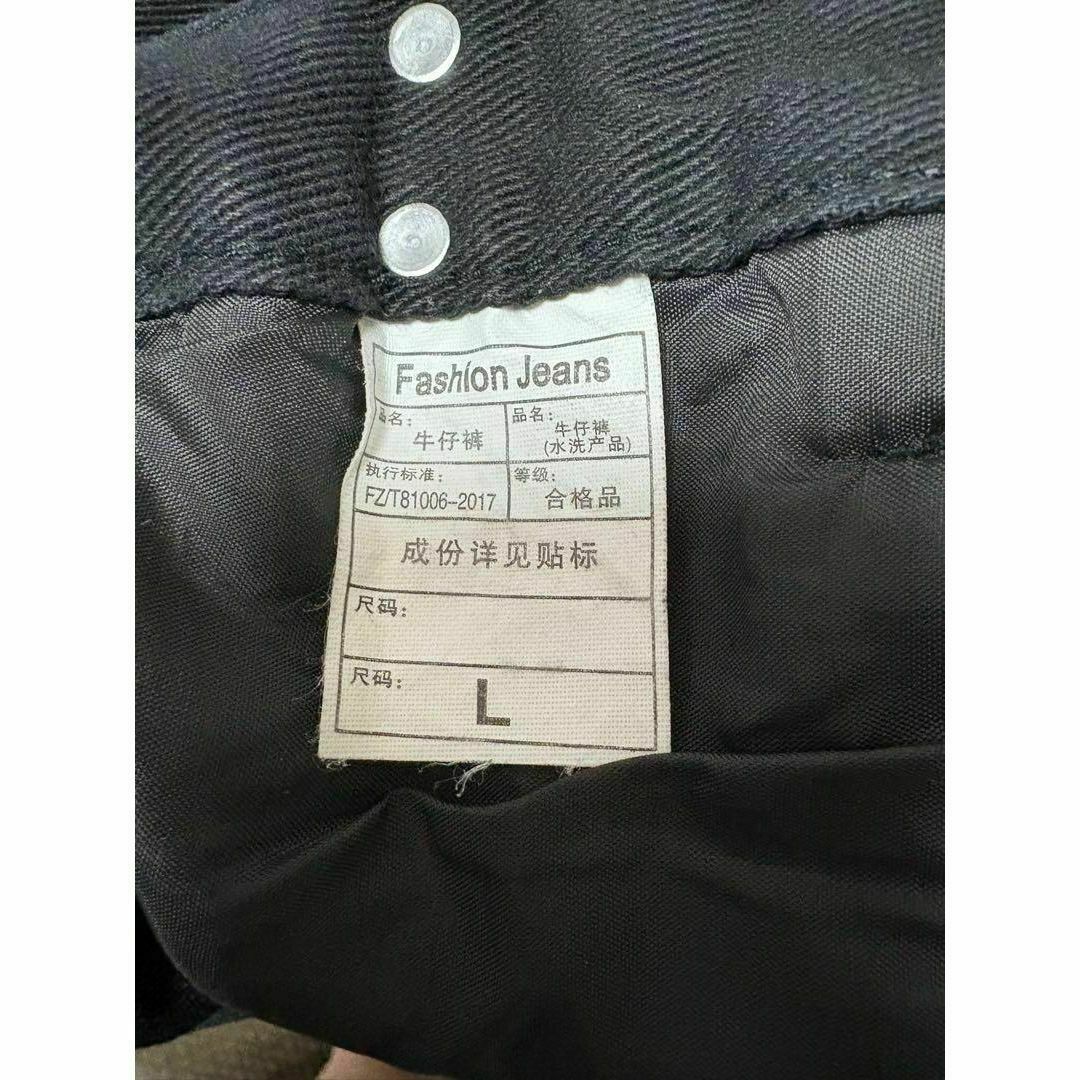 Fashion Jeans
品名:
牛仔裤
品名:
牛仔裤
(水洗产品)
执行标准:
FZ/T81006-2017
等级:
合格品
成份详见贴标
尺码:
尺码:
L